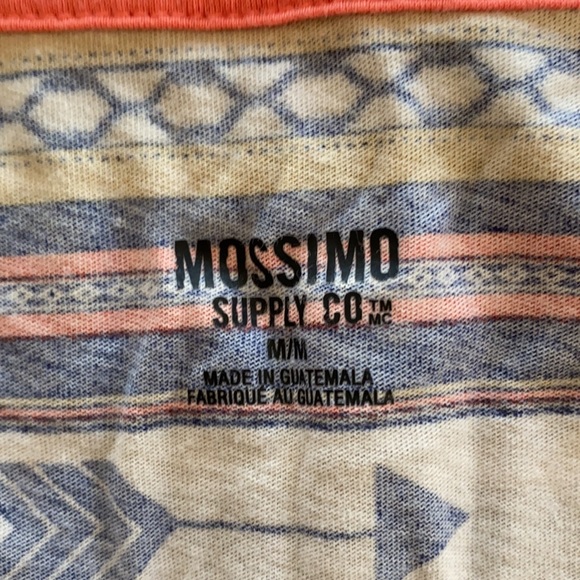 MOSSIMO
SUPPLY CO TM MC
M/M
MADE IN GUATEMALA
FABRIQUE AU GUATEMALA